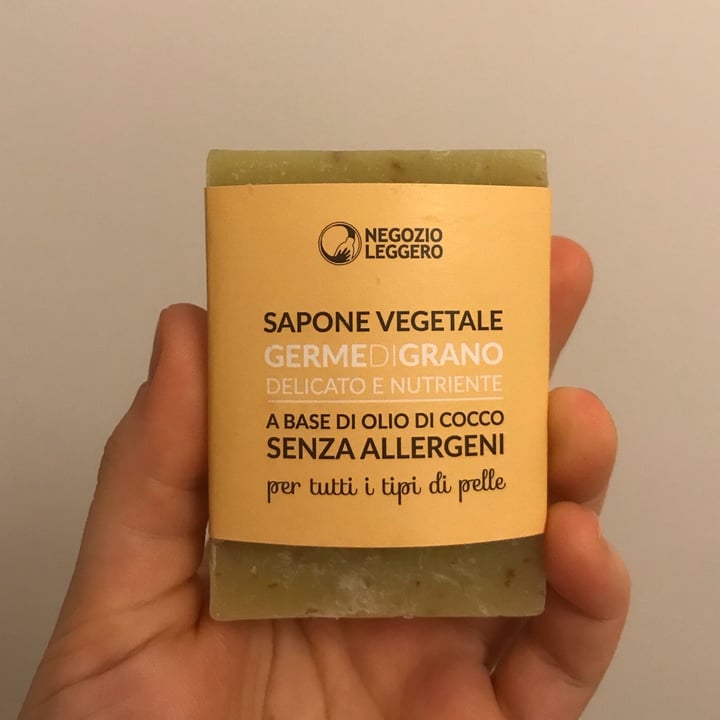 NEGOZIO
LEGGERO
SAPONE VEGETALE
GERMEDIGRANO
DELICATO E NUTRIENTE
A BASE DI OLIO DI COCCO
SENZA ALLERGENI
per tutti i tipi di pelle